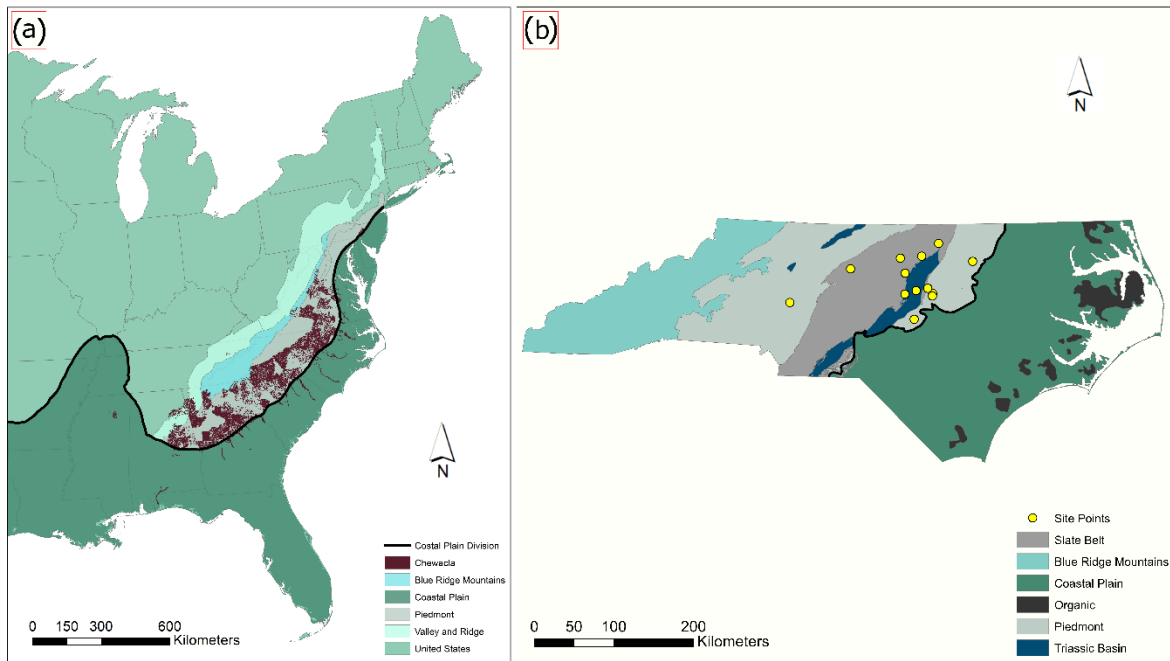 (a)
N
Costal Plain Division
Chewacla
Blue Ridge Mountains
Coastal Plain
Piedmont
Valley and Ridge
United States
0 150 300 600
Kilometers
(b)
N
Site Points
Slate Belt
Blue Ridge Mountains
Coastal Plain
Organic
Piedmont
Triassic Basin
0 50 100 200
Kilometers